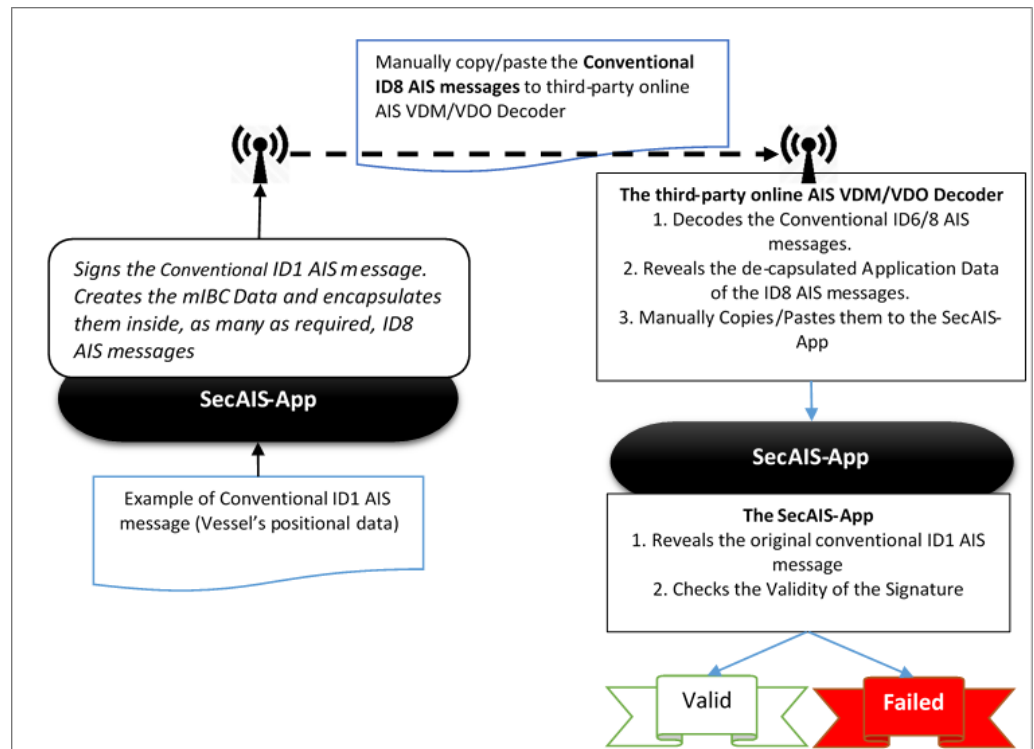 Manually copy/paste the Conventional
ID8 AIS messages to third-party online
AIS VDM/VDO Decoder
Signs the Conventional ID1 AIS message.
Creates the mIBC Data and encapsulates
them inside, as many as required, ID8
AIS messages
SecAIS-App
Example of Conventional ID1 AIS
message (Vessel's positional data)
The third-party online AIS VDM/VDO Decoder
1. Decodes the Conventional ID6/8 AIS
messages.
2. Reveals the de-capsulated Application Data
of the ID8 AIS messages.
3. Manually Copies/Pastes them to the SecAIS-
App
SecAIS-App
The SecAIS-App
1. Reveals the original conventional ID1 AIS
message
2. Checks the Validity of the Signature
Valid
Failed